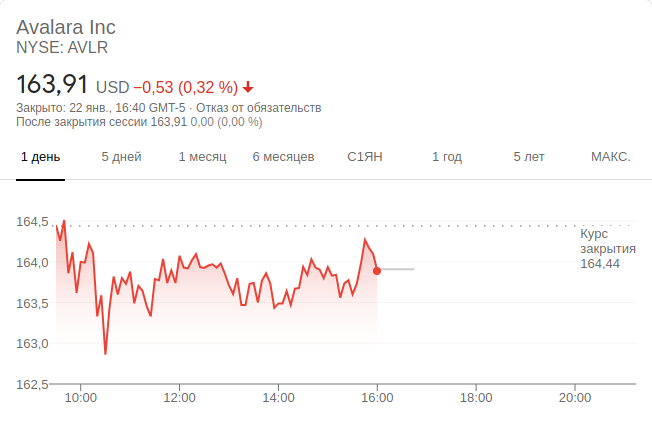 Avalara Inc
NYSE: AVLR
163,91 USD −0,53 (0,32 %)
Закрыто: 22 янв., 16:40 GMT-5 · Отказ от обязательств
После закрытия сессии 163,91 0,00 (0,00 %)
1 день 5 дней 1 месяц 6 месяцев С1ЯН 1 год 5 лет МАКС.
164,5
Курс
закрытия
164,44
164,0
163,5
163,0
162,5
10:00 12:00 14:00 16:00 18:00 20:00